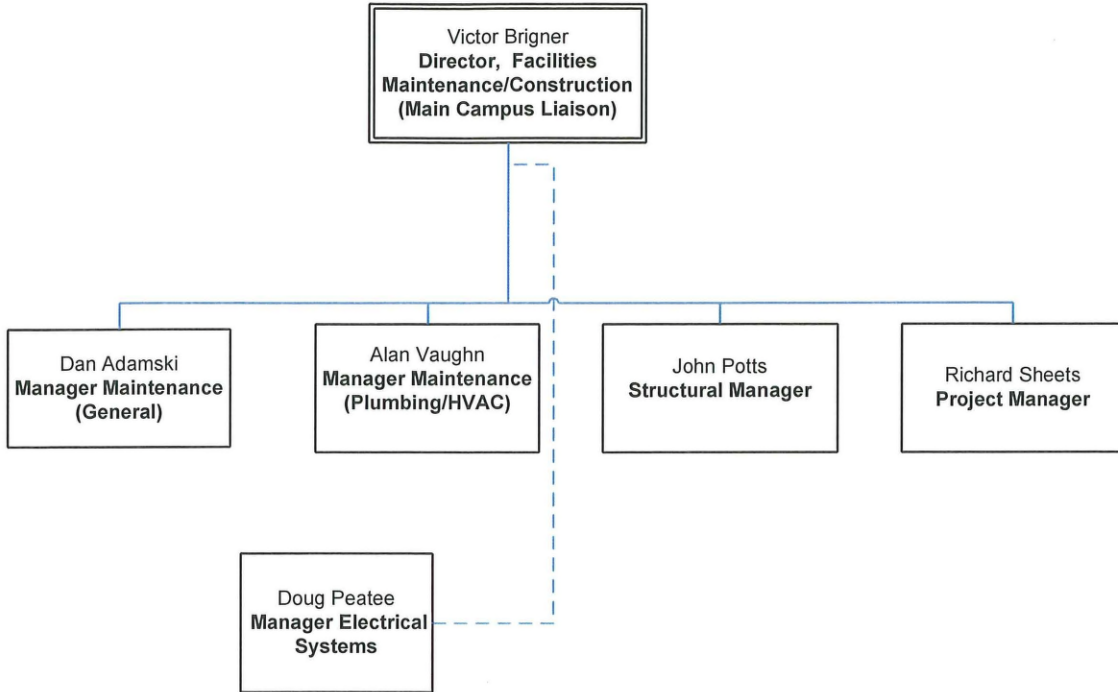 Victor Brigner
Director, Facilities
Maintenance/Construction
(Main Campus Liaison)
Dan Adamski
Manager Maintenance
(General)
Alan Vaughn
Manager Maintenance
(Plumbing/HVAC)
John Potts
Structural Manager
Richard Sheets
Project Manager
Doug Peatee
Manager Electrical
Systems